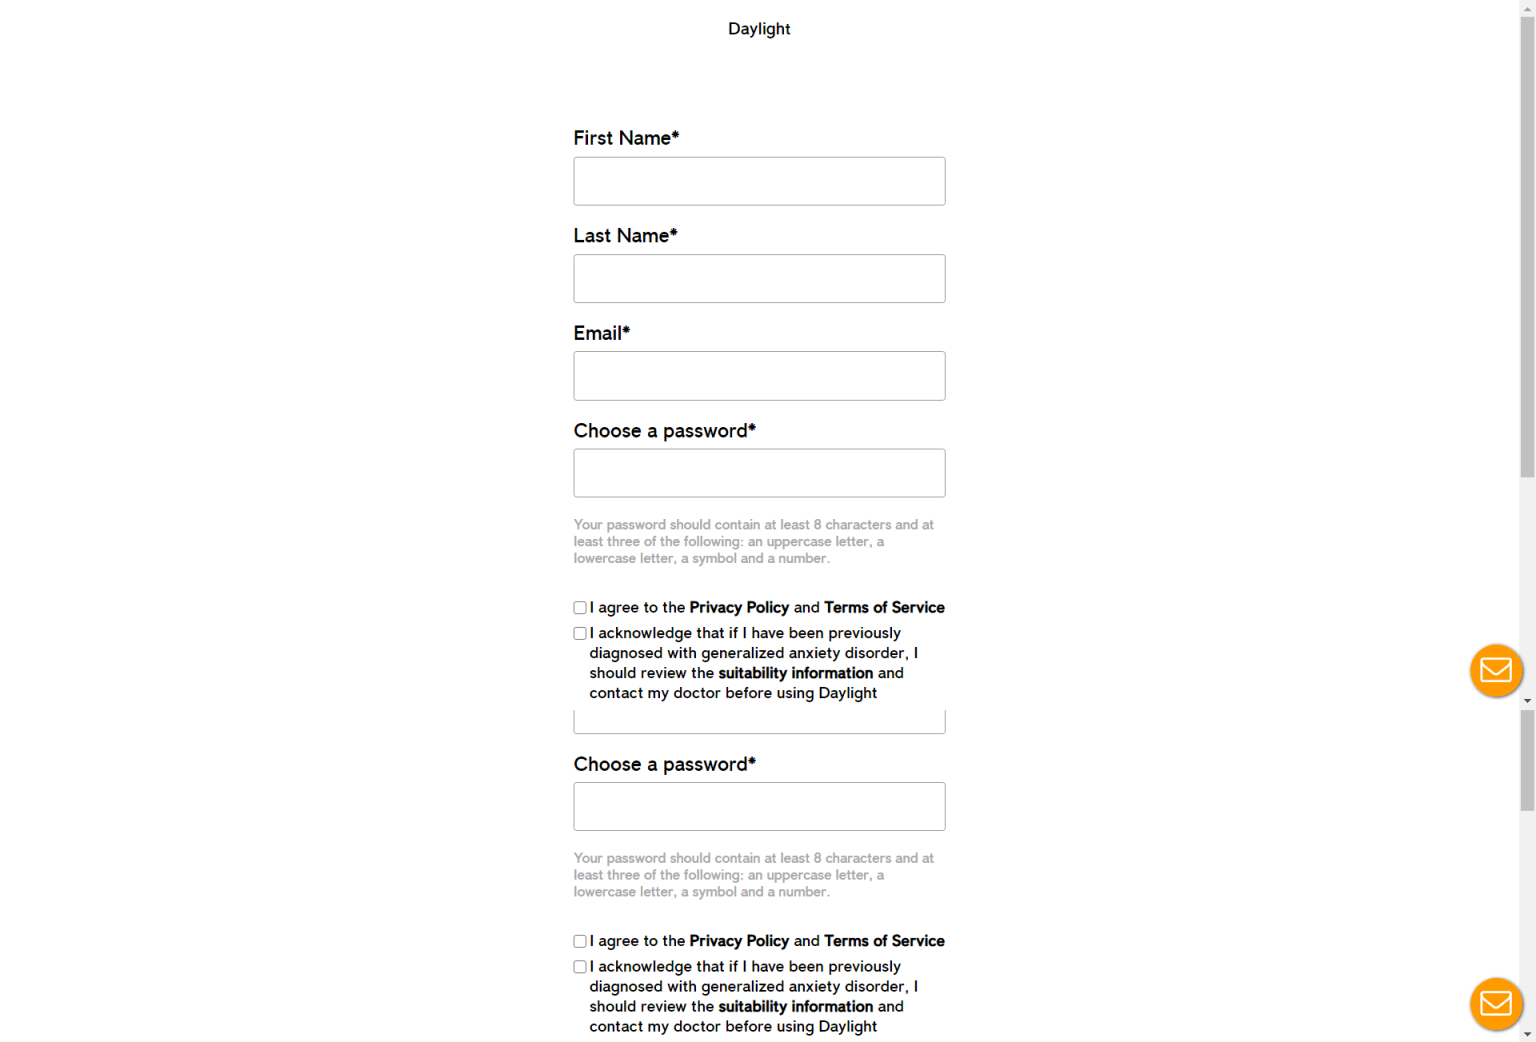 Daylight
First Name*
Last Name*
Email*
Choose a password*
Your password should contain at least 8 characters and at
least three of the following: an uppercase letter, a
lowercase letter, a symbol and a number.
I agree to the Privacy Policy and Terms of Service
I acknowledge that if I have been previously
diagnosed with generalized anxiety disorder, I
should review the suitability information and
contact my doctor before using Daylight
Choose a password*
Your password should contain at least 8 characters and at
least three of the following: an uppercase letter, a
lowercase letter, a symbol and a number.
I agree to the Privacy Policy and Terms of Service
I acknowledge that if I have been previously
diagnosed with generalized anxiety disorder, I
should review the suitability information and
contact my doctor before using Daylight